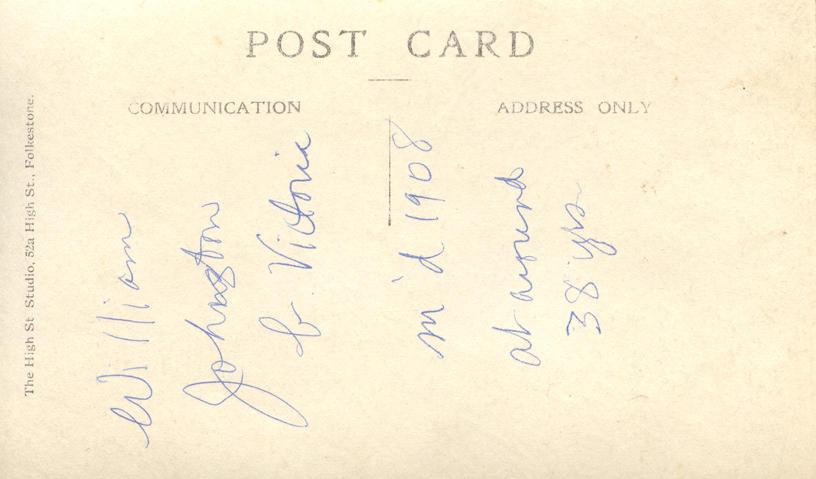 POST CARD
COMMUNICATION
ADDRESS ONLY
The High St Studio, 52a High St., Folkestone.
William
Johnston
b. Victoria
m'd 1908
at around
38 yrs